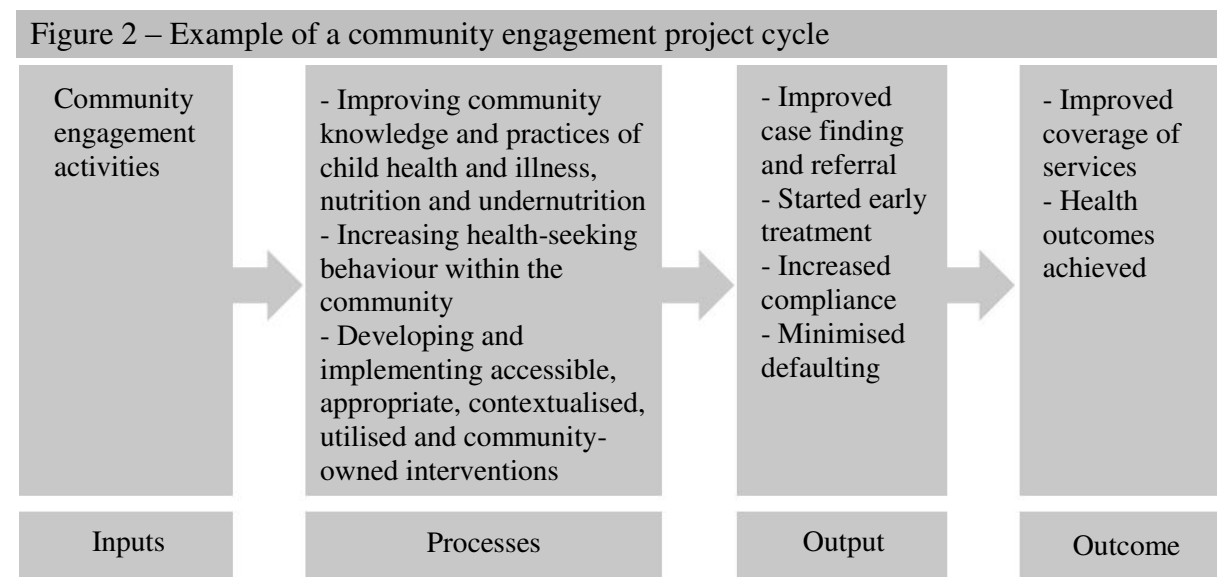 Figure 2 – Example of a community engagement project cycle
Community
engagement
activities
- Improving community
knowledge and practices of
child health and illness,
nutrition and undernutrition
- Increasing health-seeking
behaviour within the
community
- Developing and
implementing accessible,
appropriate, contextualised,
utilised and community-
owned interventions
- Improved
case finding
and referral
- Started early
treatment
- Increased
compliance
- Minimised
defaulting
- Improved
coverage of
services
- Health
outcomes
achieved
Inputs
Processes
Output
Outcome